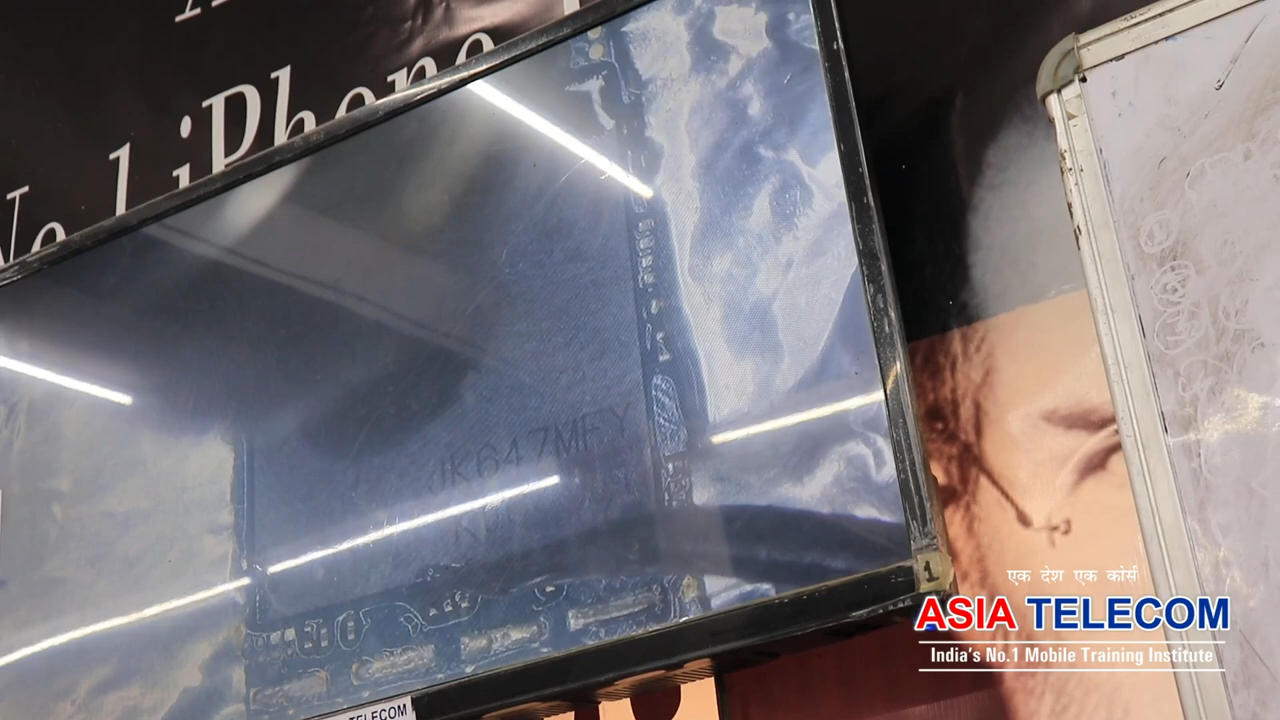 No.1 iPhone
JK647MFY
1
TELECOM
एक देश एक कोर्स
ASIA TELECOM
India's No.1 Mobile Training Institute